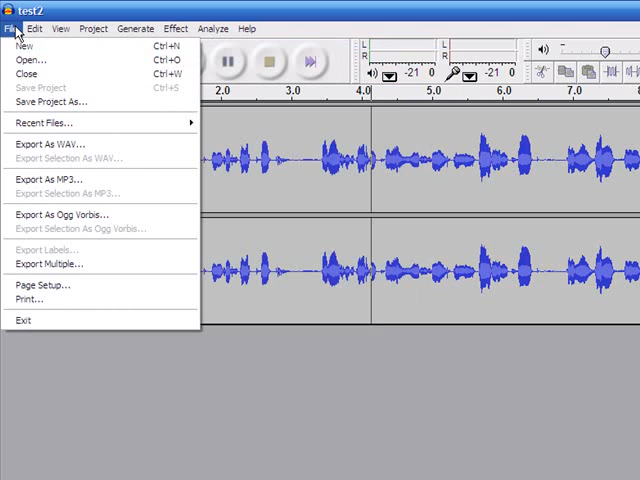 test2
File Edit View Project Generate Effect Analyze Help
New Ctrl+N
Open... Ctrl+O
Close Ctrl+W
Save Project Ctrl+S
Save Project As...
Recent Files...
Export As WAV...
Export Selection As WAV...
Export As MP3...
Export Selection As MP3...
Export As Ogg Vorbis...
Export Selection As Ogg Vorbis...
Export Labels...
Export Multiple...
Page Setup...
Print...
Exit
L L
R R
-21 0 -21 0
2.0 3.0 4.0 5.0 6.0 7.0